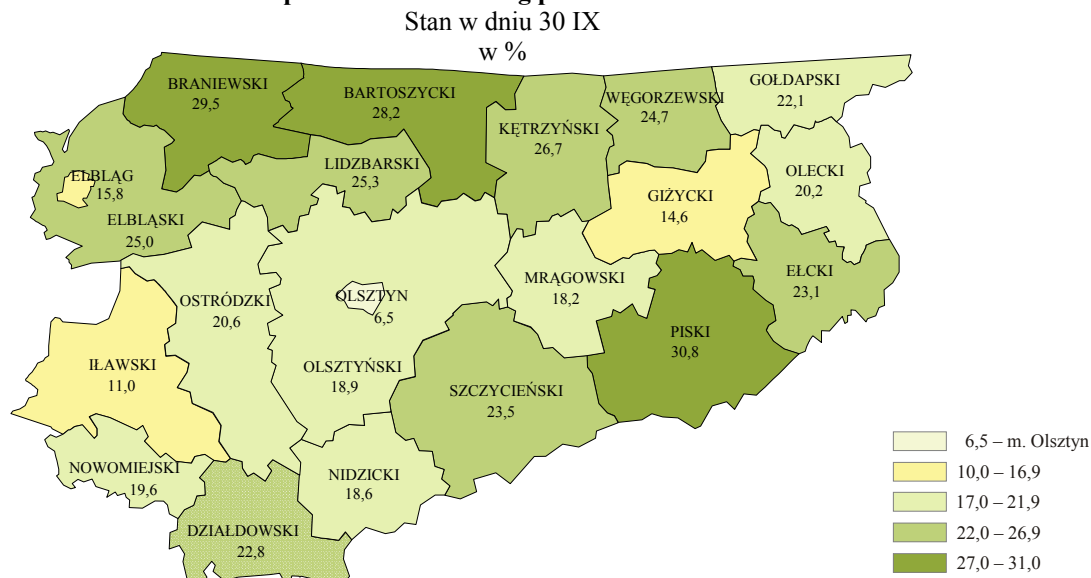 Stan w dniu 30 IX
w %
BRANIEWSKI
29,5
BARTOSZYCKI
28,2
KĘTRZYŃSKI
26,7
WĘGORZEWSKI
24,7
GOŁDAPSKI
22,1
ELBLĄG
15,8
LIDZBARSKI
25,3
GIŻYCKI
14,6
OLECKI
20,2
ELBLĄSKI
25,0
OSTRÓDZKI
20,6
OLSZTYN
6,5
MRĄGOWSKI
18,2
EŁCKI
23,1
PISKI
30,8
IŁAWSKI
11,0
OLSZTYŃSKI
18,9
SZCZYCIEŃSKI
23,5
NOWOMIEJSKI
19,6
NIDZICKI
18,6
DZIAŁDOWSKI
22,8
6,5 – m. Olsztyn
10,0 – 16,9
17,0 – 21,9
22,0 – 26,9
27,0 – 31,0